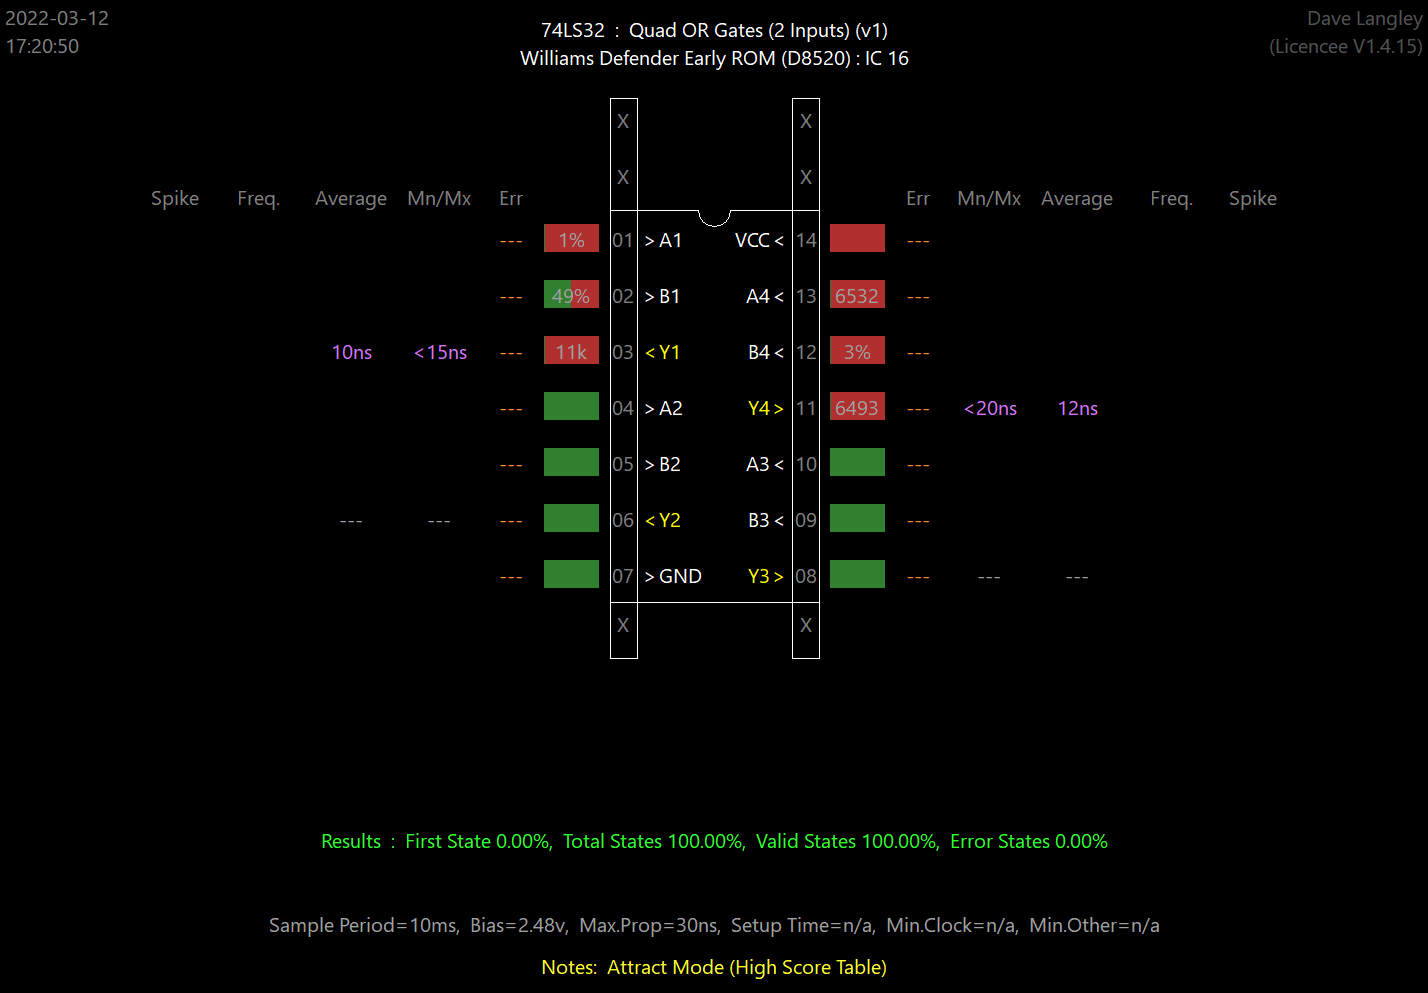 2022-03-12
17:20:50
74LS32 : Quad OR Gates (2 Inputs) (v1)
Williams Defender Early ROM (D8520) : IC 16
Dave Langley
(Licencee V1.4.15)
X X
X X
Spike Freq. Average Mn/Mx Err Err Mn/Mx Average Freq. Spike
--- 1% 01 > A1 VCC < 14 ---
--- 49% 02 > B1 A4 < 13 6532 ---
10ns <15ns --- 11k 03 < Y1 B4 < 12 3% ---
--- 04 > A2 Y4 > 11 6493 --- <20ns 12ns
--- 05 > B2 A3 < 10 ---
--- --- --- 06 < Y2 B3 < 09 ---
--- 07 > GND Y3 > 08 --- --- ---
X X
Results : First State 0.00%, Total States 100.00%, Valid States 100.00%, Error States 0.00%
Sample Period=10ms, Bias=2.48v, Max.Prop=30ns, Setup Time=n/a, Min.Clock=n/a, Min.Other=n/a
Notes: Attract Mode (High Score Table)